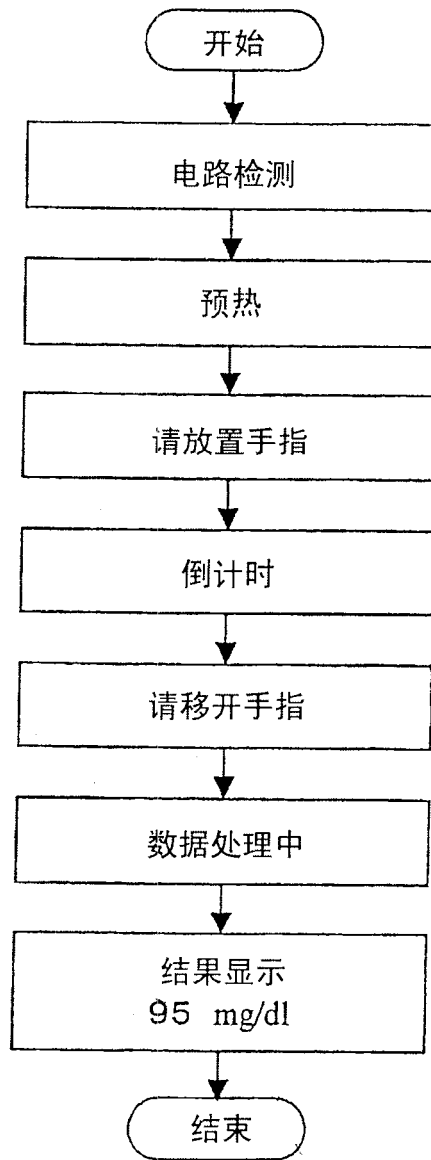 开始
电路检测
预热
请放置手指
倒计时
请移开手指
数据处理中
结果显示
95 mg/dl
结束